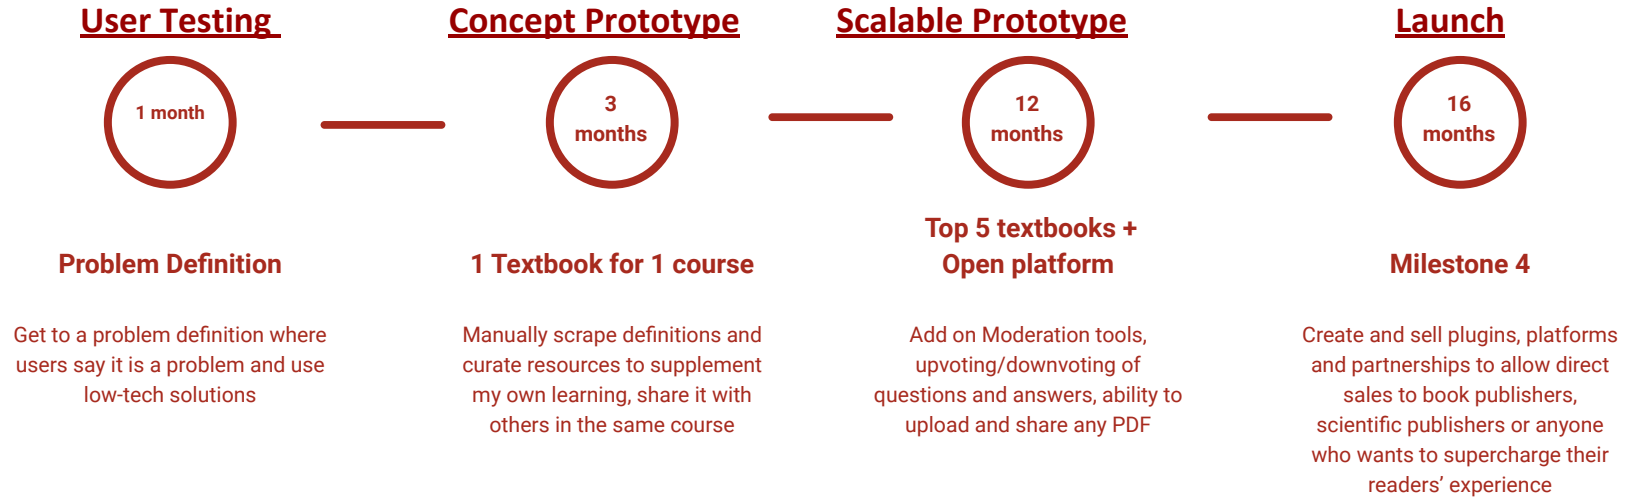 User Testing
1 month
Problem Definition
Get to a problem definition where
users say it is a problem and use
low-tech solutions
Concept Prototype
3
months
1 Textbook for 1 course
Manually scrape definitions and
curate resources to supplement
my own learning, share it with
others in the same course
Scalable Prototype
12
months
Top 5 textbooks +
Open platform
Add on Moderation tools,
upvoting/downvoting of
questions and answers, ability to
upload and share any PDF
Launch
16
months
Milestone 4
Create and sell plugins, platforms
and partnerships to allow direct
sales to book publishers,
scientific publishers or anyone
who wants to supercharge their
readers’ experience